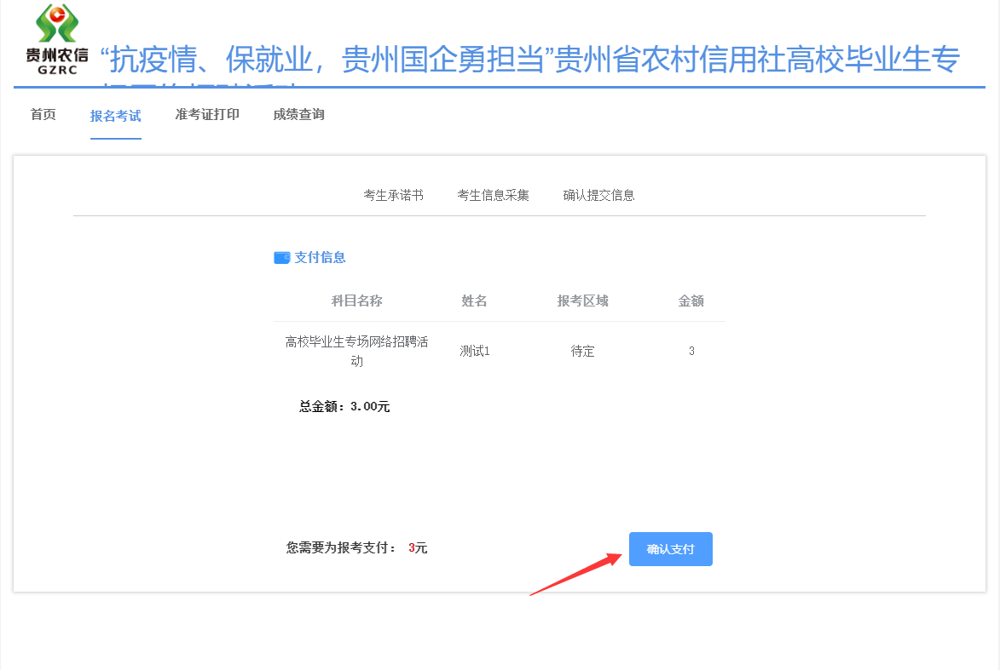 贵州农信
GZRC
“抗疫情、保就业，贵州国企勇担当”贵州省农村信用社高校毕业生专
首页 报名考试 准考证打印 成绩查询
考生承诺书 考生信息采集 确认提交信息
支付信息
科目名称 姓名 报考区域 金额
高校毕业生专场网络招聘活
动 测试1 待定 3
总金额：3.00元
您需要为报考支付： 3元 确认支付